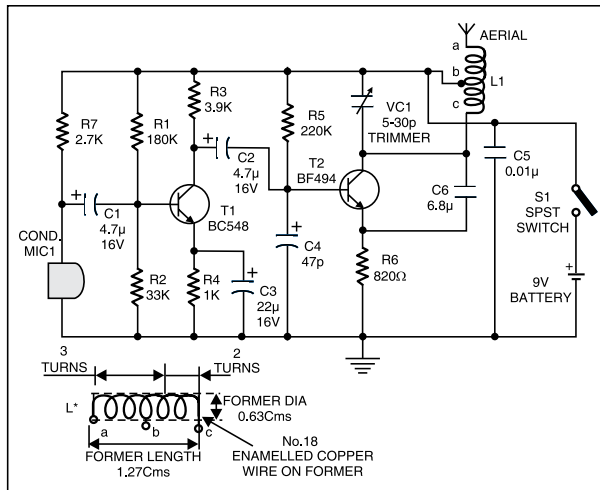 AERIAL
a
b
L1
c
R3
3.9K
R7
2.7K
R1
180K
R5
220K
VC1
5-30p
TRIMMER
+
C2
4.7µ
16V
T2
BF494
C5
0.01µ
+
C1
4.7µ
16V
T1
BC548
C6
6.8µ
S1
SPST
SWITCH
COND.
MIC1
+
C4
47p
R2
33K
R4
1K
+
C3
22µ
16V
R6
820Ω
+
9V
BATTERY
3
TURNS
2
TURNS
L*
FORMER DIA
0.63Cms
a
b
c
FORMER LENGTH
1.27Cms
No.18
ENAMELLED COPPER
WIRE ON FORMER